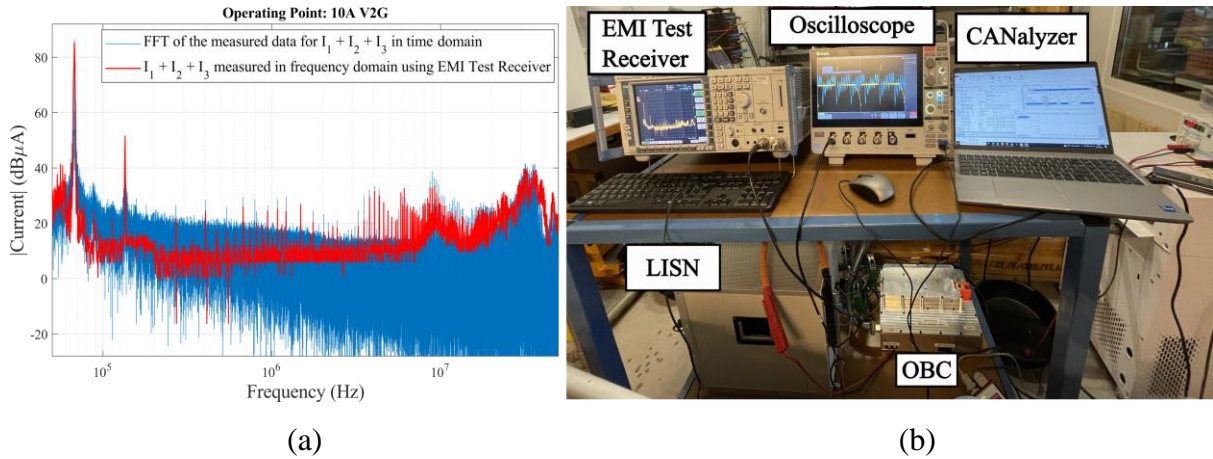 Operating Point: 10A V2G
FFT of the measured data for I1 + I2 + I3 in time domain
I1 + I2 + I3 measured in frequency domain using EMI Test Receiver
|Current| (dBμA)
80
60
40
20
0
-20
10^5
10^6
10^7
Frequency (Hz)
(a)
EMI Test
Receiver
Oscilloscope
CANalyzer
LISN
OBC
(b)